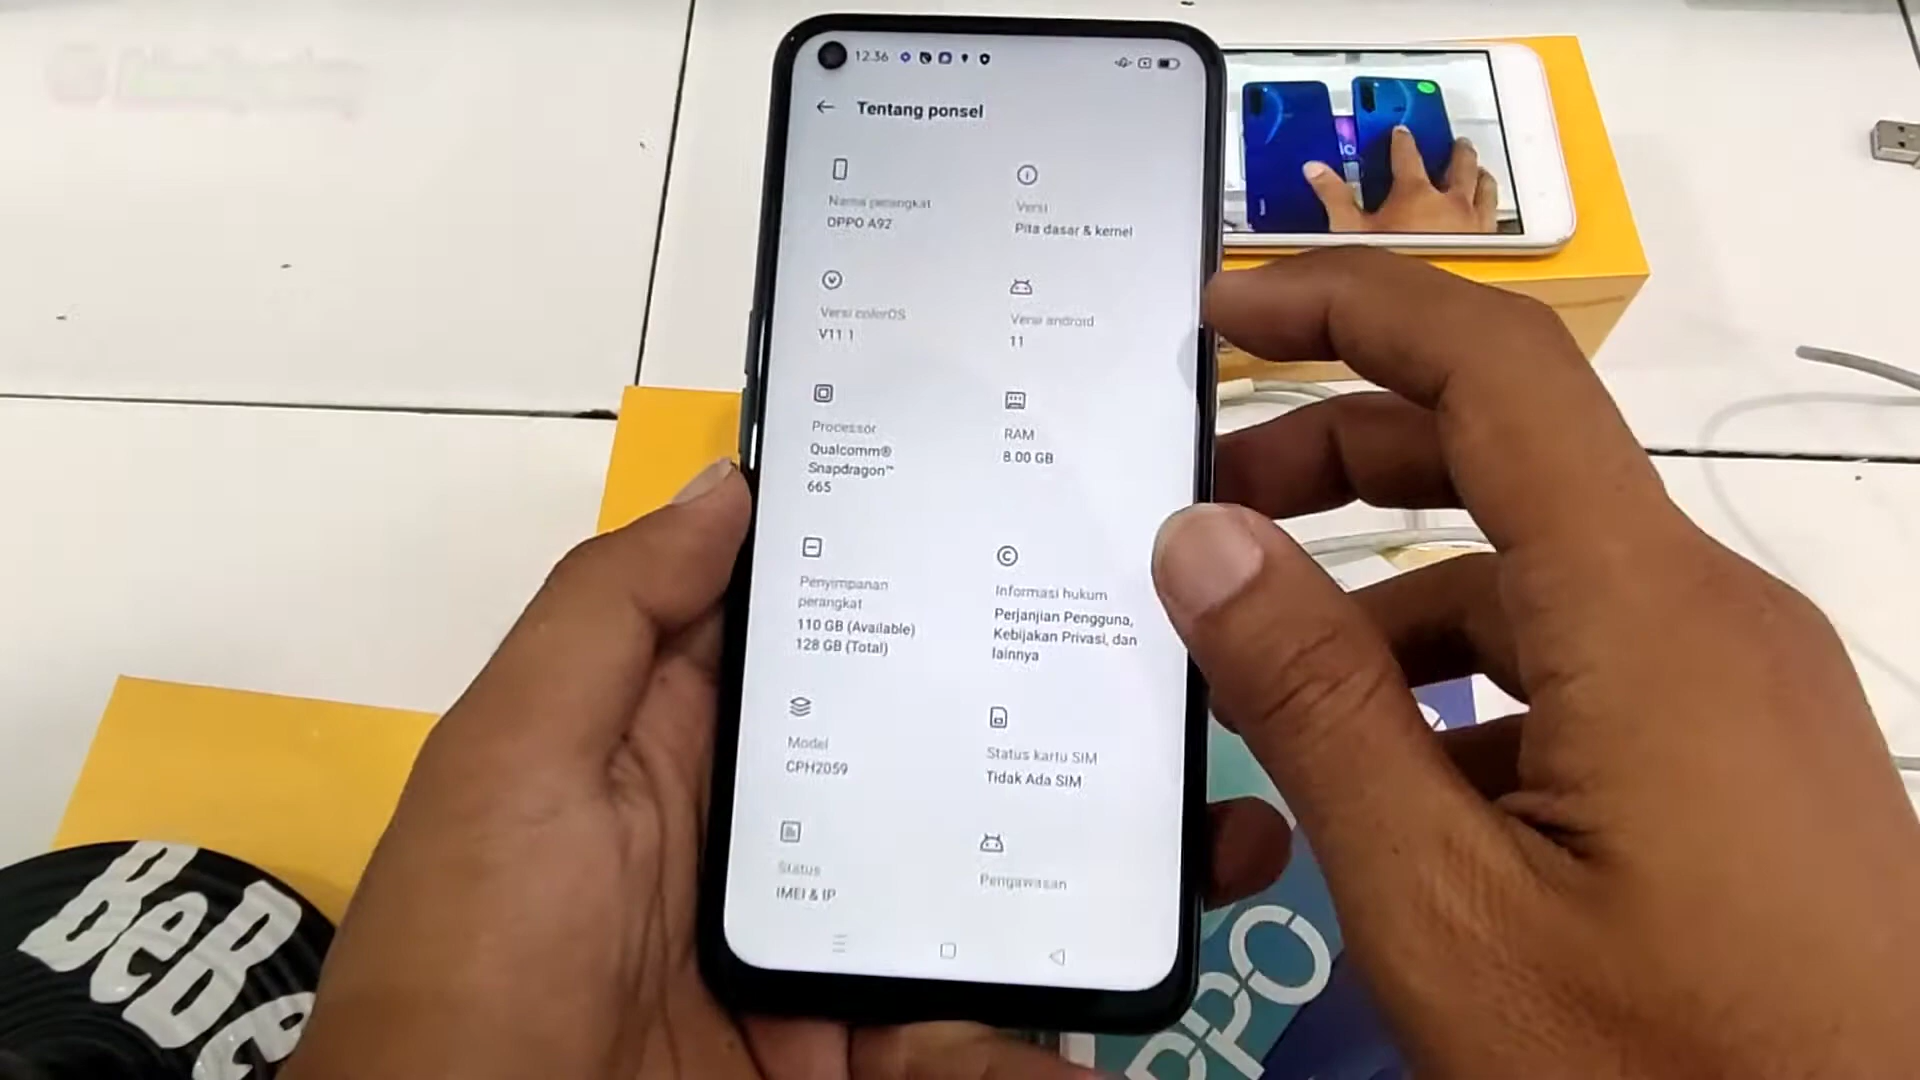 12.36
Tentang ponsel
Nama perangkat
OPPO A92
Versi
Pita dasar & kernel
Versi colorOS
V11.1
Versi android
11
Processor
Qualcomm®
Snapdragon™
665
RAM
8.00 GB
Penyimpanan
perangkat
110 GB (Available)
128 GB (Total)
Informasi hukum
Perjanjian Pengguna,
Kebijakan Privasi, dan
lainnya
Model
CPH2059
Status kartu SIM
Tidak Ada SIM
Status
IMEI & IP
Pengawasan
BeBe
PPO